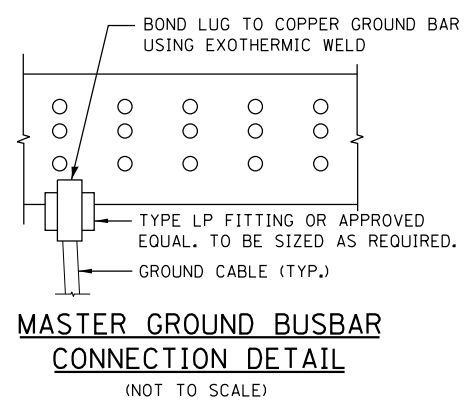 BOND LUG TO COPPER GROUND BAR
USING EXOTHERMIC WELD
TYPE LP FITTING OR APPROVED
EQUAL. TO BE SIZED AS REQUIRED.
GROUND CABLE (TYP.)
MASTER GROUND BUSBAR
CONNECTION DETAIL
(NOT TO SCALE)